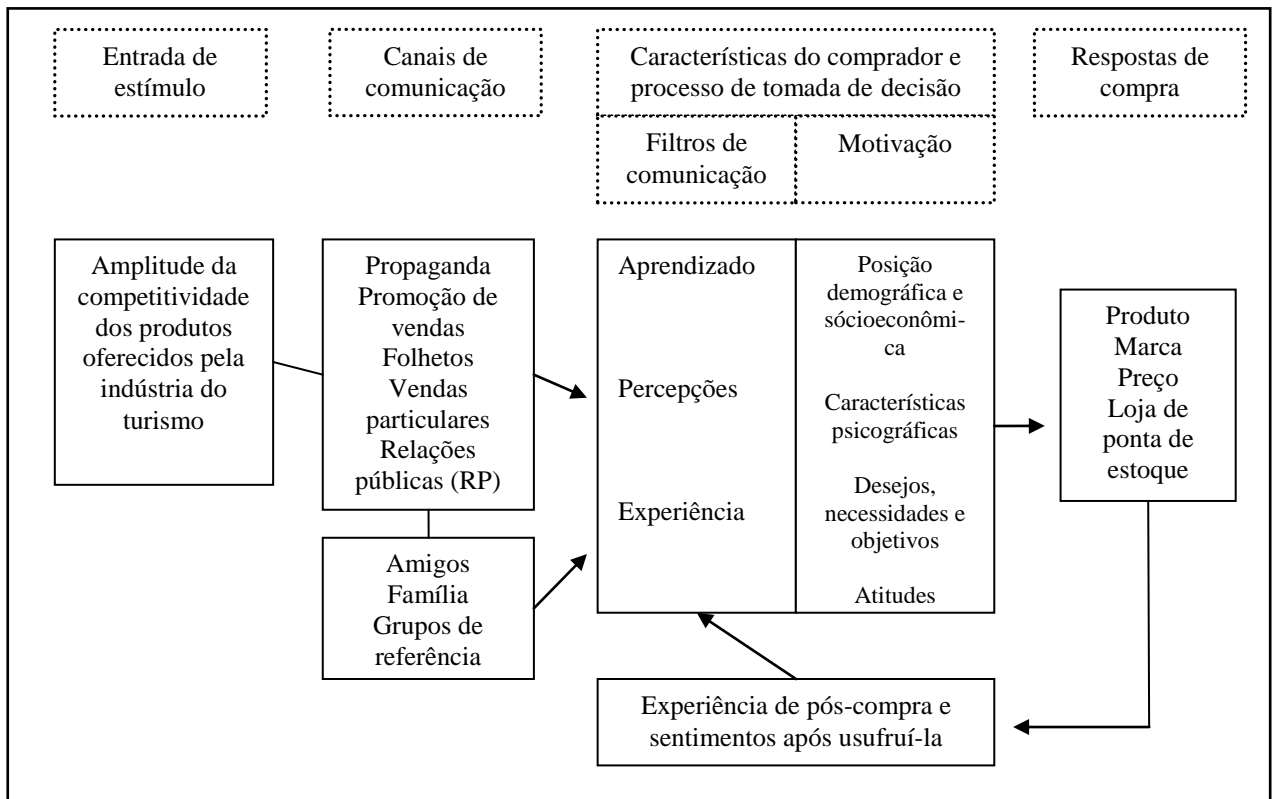 Entrada de
estímulo
Canais de
comunicação
Características do comprador e
processo de tomada de decisão
Filtros de
comunicação
Motivação
Respostas de
compra
Amplitude da
competitividade
dos produtos
oferecidos pela
indústria do
turismo
Propaganda
Promoção de
vendas
Folhetos
Vendas
particulares
Relações
públicas (RP)
Amigos
Família
Grupos de
referência
Aprendizado
Percepções
Experiência
Posição
demográfica e
sócioeconômi-
ca
Características
psicográficas
Desejos,
necessidades e
objetivos
Atitudes
Produto
Marca
Preço
Loja de
ponta de
estoque
Experiência de pós-compra e
sentimentos após usufruí-la